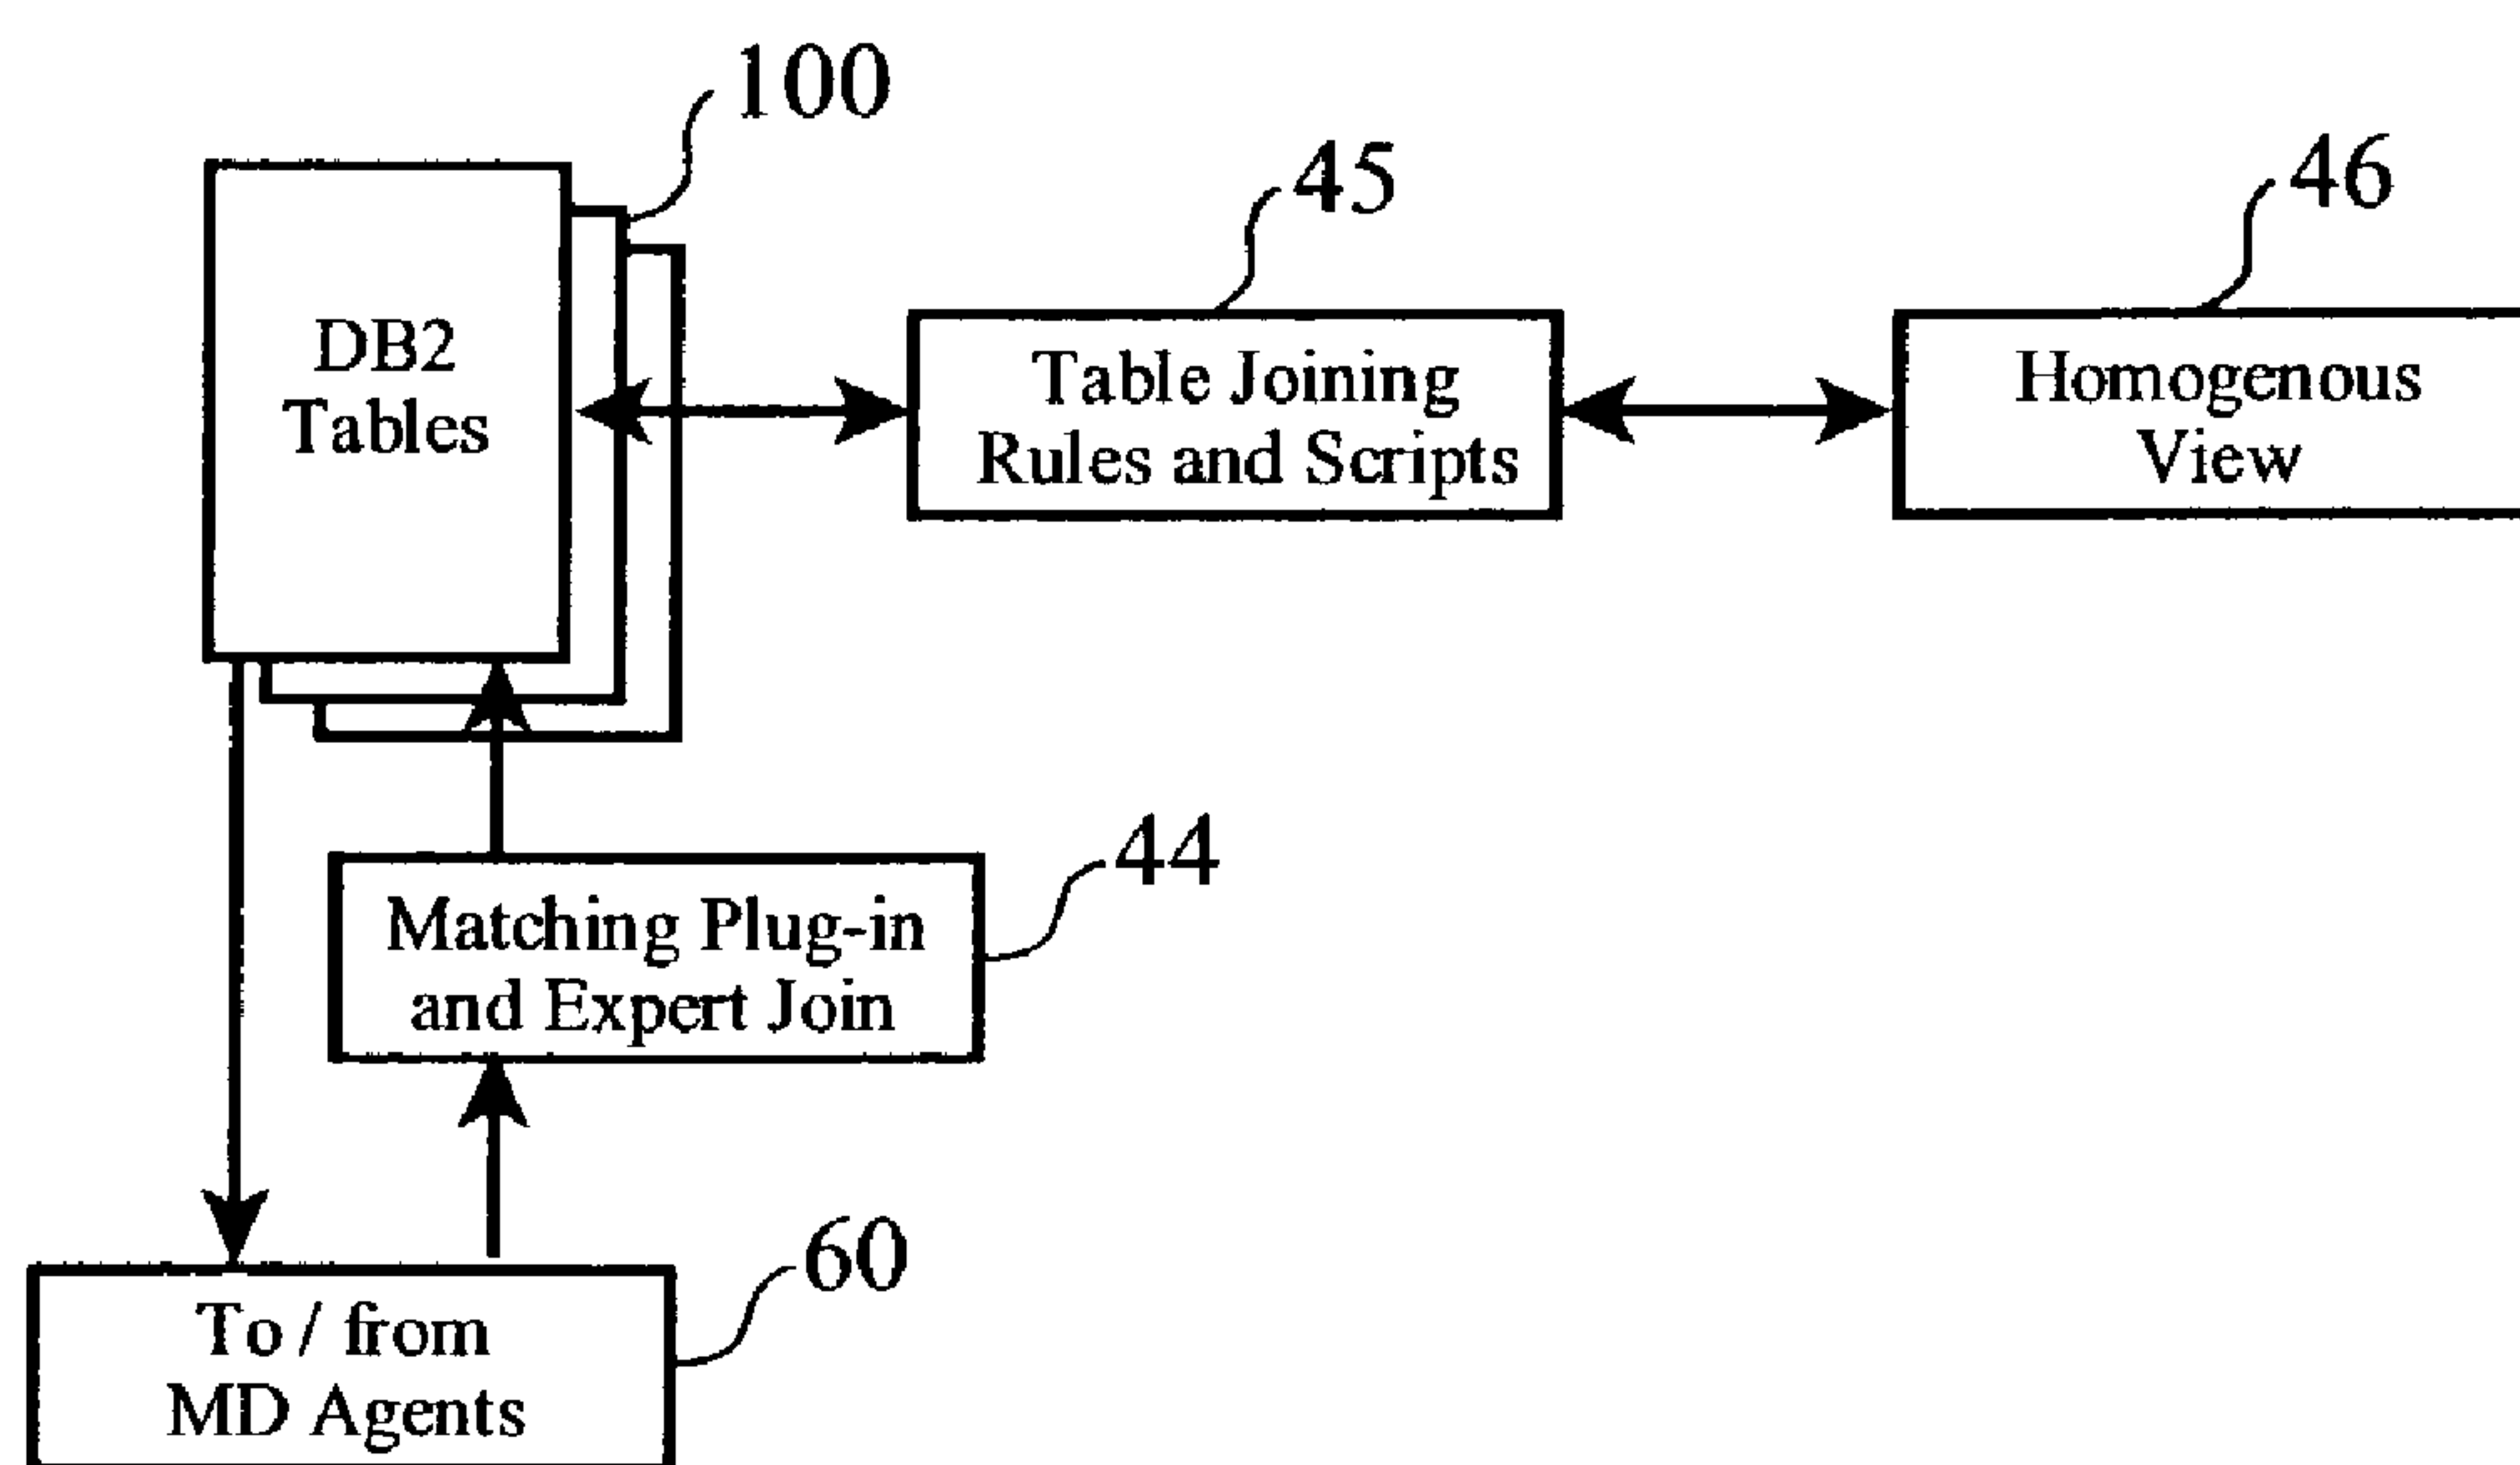 100
45
46
DB2
Tables
Table Joining
Rules and Scripts
Homogenous
View
44
Matching Plug-in
and Expert Join
60
To / from
MD Agents